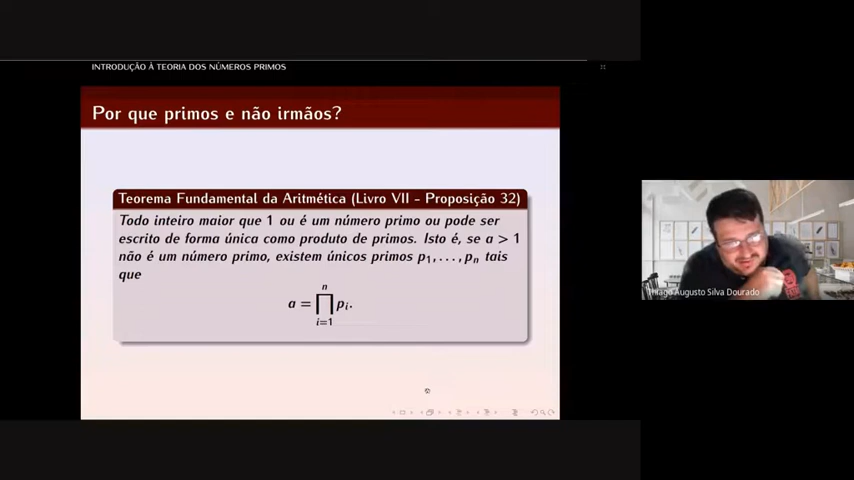 INTRODUÇÃO À TEORIA DOS NÚMEROS PRIMOS
Por que primos e não irmãos?
Teorema Fundamental da Aritmética (Livro VII - Proposição 32)
Todo inteiro maior que 1 ou é um número primo ou pode ser
escrito de forma única como produto de primos. Isto é, se a > 1
não é um número primo, existem únicos primos p₁, . . . , pₙ tais
que
n
a = ∏ pᵢ.
i=1
Thiago Augusto Silva Dourado